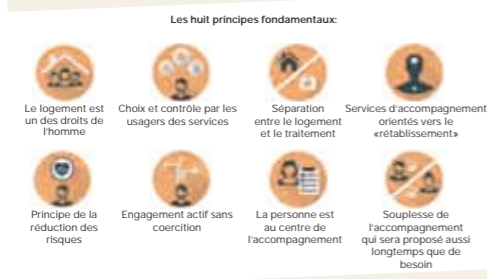 Les huit principes fondamentaux:
Le logement est
un des droits de
l'homme
Choix et contrôle par les
usagers des services
Séparation
entre le logement
et le traitement
Services d'accompagnement
orientés vers le
«rétablissement»
Principe de la
réduction des
risques
Engagement actif sans
coercition
La personne est
au centre de
l'accompagnement
Souplesse de
l'accompagnement
qui sera proposé aussi
longtemps que de
besoin